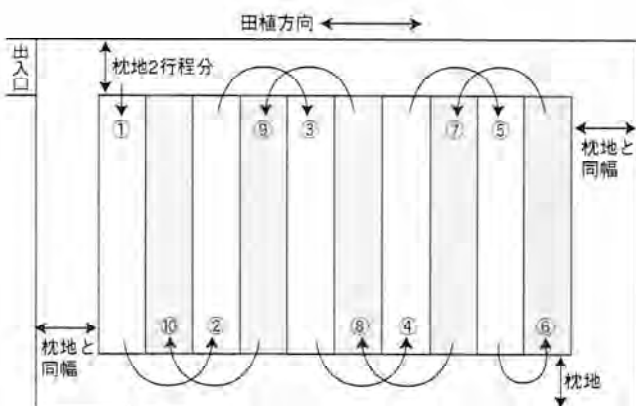 田植方向
出入口
枕地2行程分
① ⑨ ③ ⑦ ⑤
枕地と
同幅
⑩ ② ⑧ ④ ⑥
枕地と
同幅
枕地